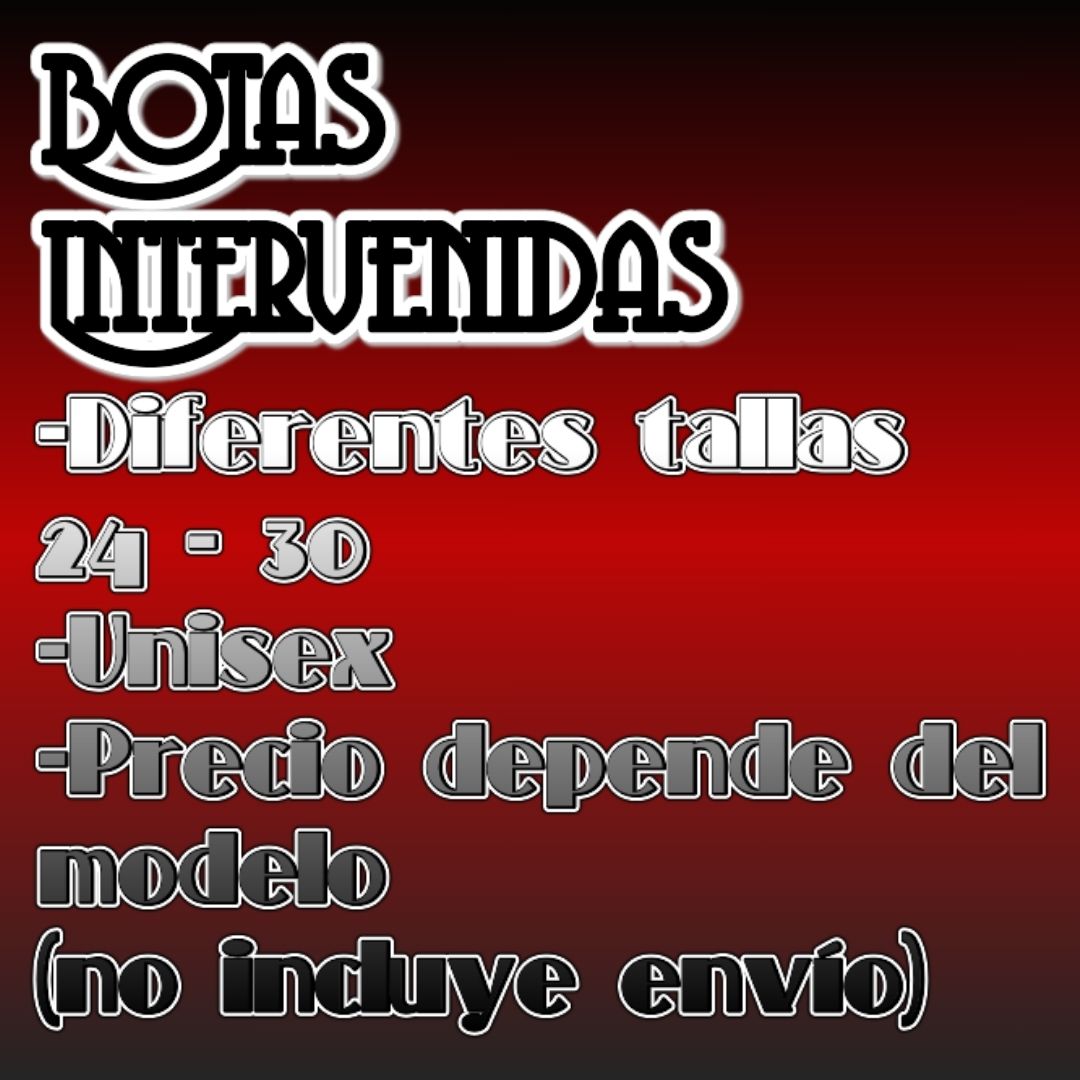 BOTAS
INTERVENIDAS
-Diferentes tallas
24 - 30
-Unisex
-Precio depende del
modelo
(no incluye envío)